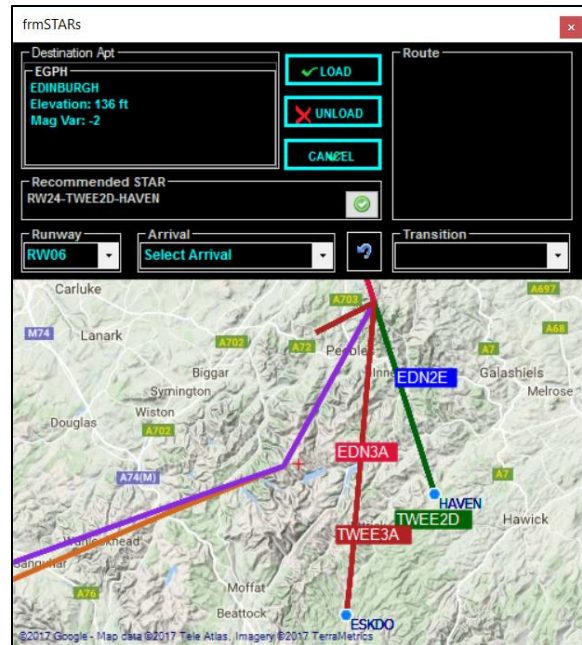 frmSTARs
Destination Apt
EGPH
EDINBURGH
Elevation: 136 ft
Mag Var: -2
LOAD
UNLOAD
CANCEL
Route
Recommended STAR
RW24-TWEE2D-HAVEN
Runway
RW06
Arrival
Select Arrival
Transition
Carluke
A703
A697
M74
Lanark
A702
A72
A68
Peebles
A7
Biggar
Inne
EDN2E
Galashiels
Symington
Melrose
Wiston
Douglas
A702
EDN3A
A74(M)
A7
HAVEN
TWEE2D
Hawick
TWEE3A
Wanlockhead
Sanquhar
A76
Moffat
Beattock
ESKDO
©2017 Google - Map data ©2017 Tele Atlas, Imagery ©2017 TerraMetrics